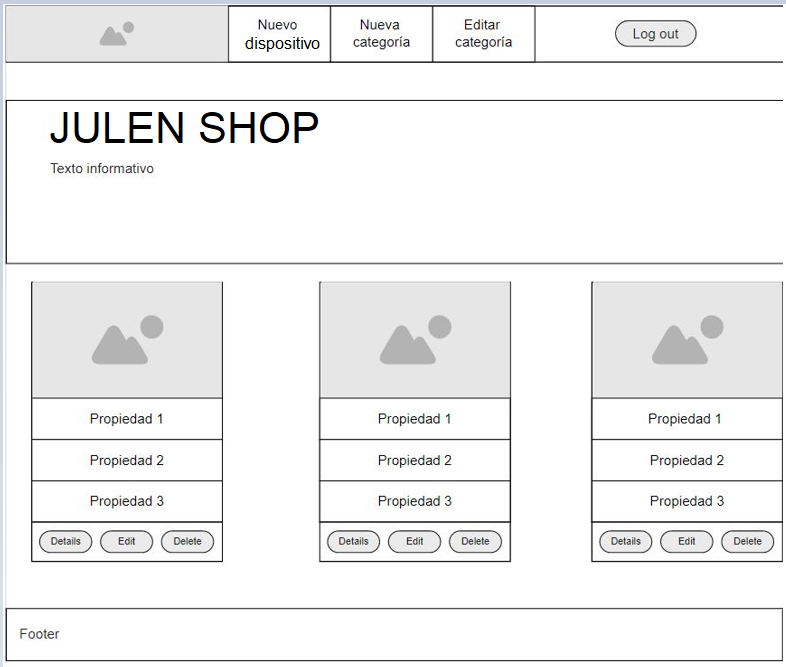 Nuevo
dispositivo
Nueva
categoría
Editar
categoría
Log out
JULEN SHOP
Texto informativo
Propiedad 1
Propiedad 2
Propiedad 3
Details Edit Delete
Propiedad 1
Propiedad 2
Propiedad 3
Details Edit Delete
Propiedad 1
Propiedad 2
Propiedad 3
Details Edit Delete
Footer